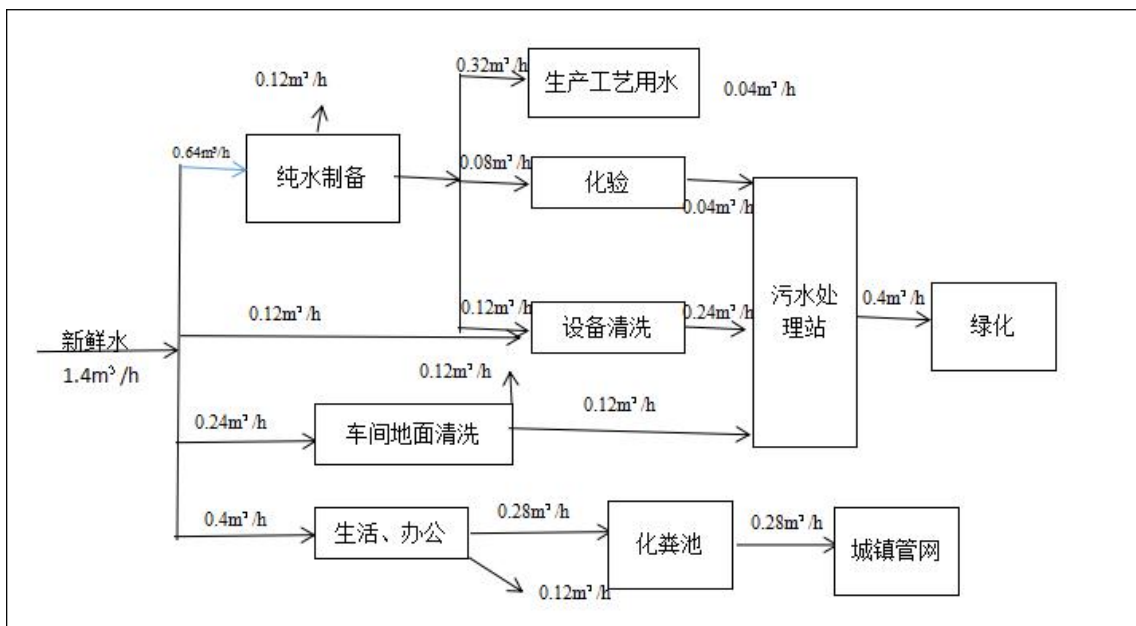 0.12m³/h
0.32m³/h
生产工艺用水
0.04m³/h
0.64m³/h
纯水制备
0.08m³/h
化验
0.04m³/h
新鲜水
1.4m³/h
0.12m³/h
0.12m³/h
设备清洗
0.24m³/h
污水处
理站
0.4m³/h
绿化
0.12m³/h
0.24m³/h
车间地面清洗
0.12m³/h
0.4m³/h
生活、办公
0.28m³/h
0.12m³/h
化粪池
0.28m³/h
城镇管网